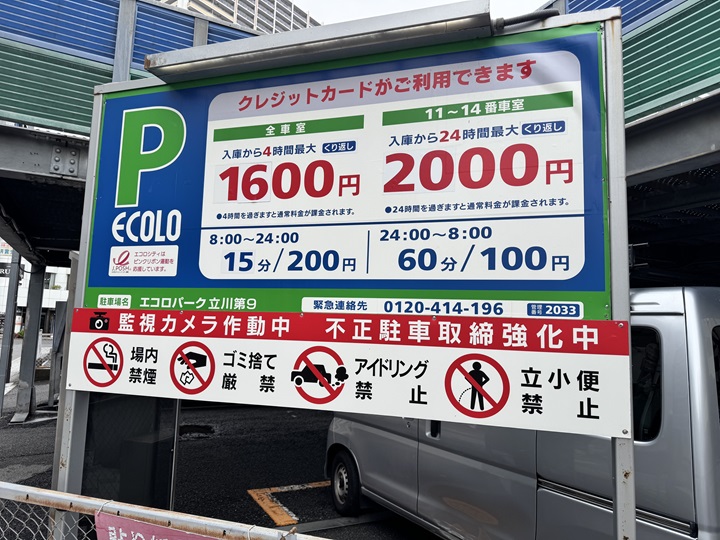 クレジットカードがご利用できます
P
ECOLO
全車室
入庫から4時間最大 くり返し
1600円
●4時間を過ぎますと通常料金が課金されます。
11～14番車室
入庫から24時間最大 くり返し
2000円
●24時間を過ぎますと通常料金が課金されます。
8:00～24:00
15分/200円
24:00～8:00
60分/100円
J.POSH
エコロシティは
ピンクリボン運動を
応援しています。
駐車場名 エコロパーク立川第9
緊急連絡先 0120-414-196 管理番号 2033
監視カメラ作動中 不正駐車取締強化中
場内
禁煙
ゴミ捨て
厳禁
アイドリング
禁止
立小便
禁止